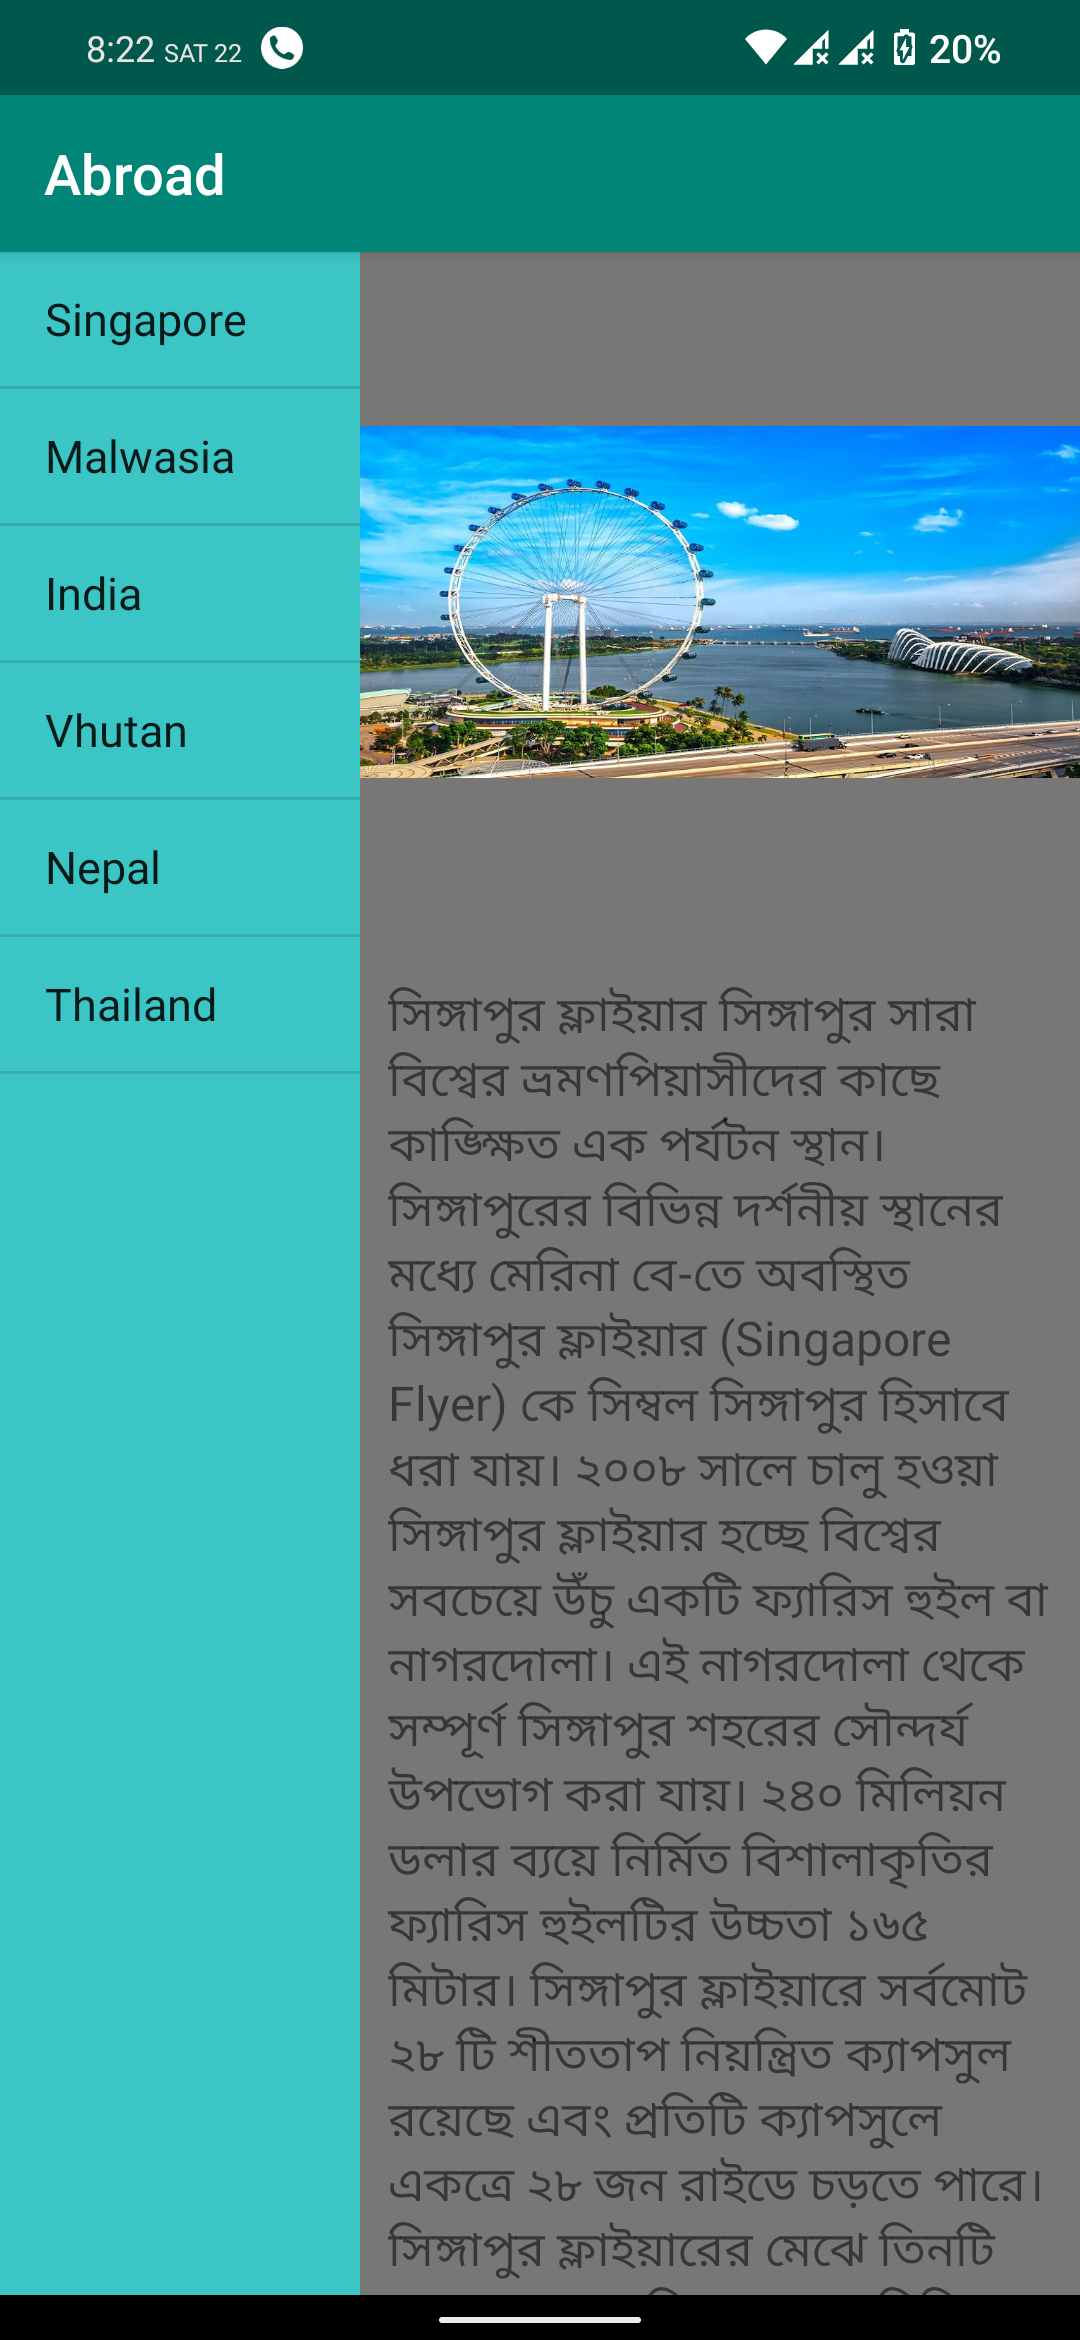 8:22 SAT 22 20%
Abroad
Singapore
Malwasia
India
Vhutan
Nepal
Thailand
সিঙ্গাপুর ফ্লাইয়ার সিঙ্গাপুর সারা
বিশ্বের ভ্রমণপিয়াসীদের কাছে
কাঙ্ক্ষিত এক পর্যটন স্থান।
সিঙ্গাপুরের বিভিন্ন দর্শনীয় স্থানের
মধ্যে মেরিনা বে-তে অবস্থিত
সিঙ্গাপুর ফ্লাইয়ার (Singapore
Flyer) কে সিম্বল সিঙ্গাপুর হিসাবে
ধরা যায়। ২০০৮ সালে চালু হওয়া
সিঙ্গাপুর ফ্লাইয়ার হচ্ছে বিশ্বের
সবচেয়ে উঁচু একটি ফ্যারিস হুইল বা
নাগরদোলা। এই নাগরদোলা থেকে
সম্পূর্ণ সিঙ্গাপুর শহরের সৌন্দর্য
উপভোগ করা যায়। ২৪০ মিলিয়ন
ডলার ব্যয়ে নির্মিত বিশালাকৃতির
ফ্যারিস হুইলটির উচ্চতা ১৬৫
মিটার। সিঙ্গাপুর ফ্লাইয়ারে সর্বমোট
২৮ টি শীততাপ নিয়ন্ত্রিত ক্যাপসুল
রয়েছে এবং প্রতিটি ক্যাপসুলে
একত্রে ২৮ জন রাইডে চড়তে পারে।
সিঙ্গাপুর ফ্লাইয়ারের মেঝে তিনটি